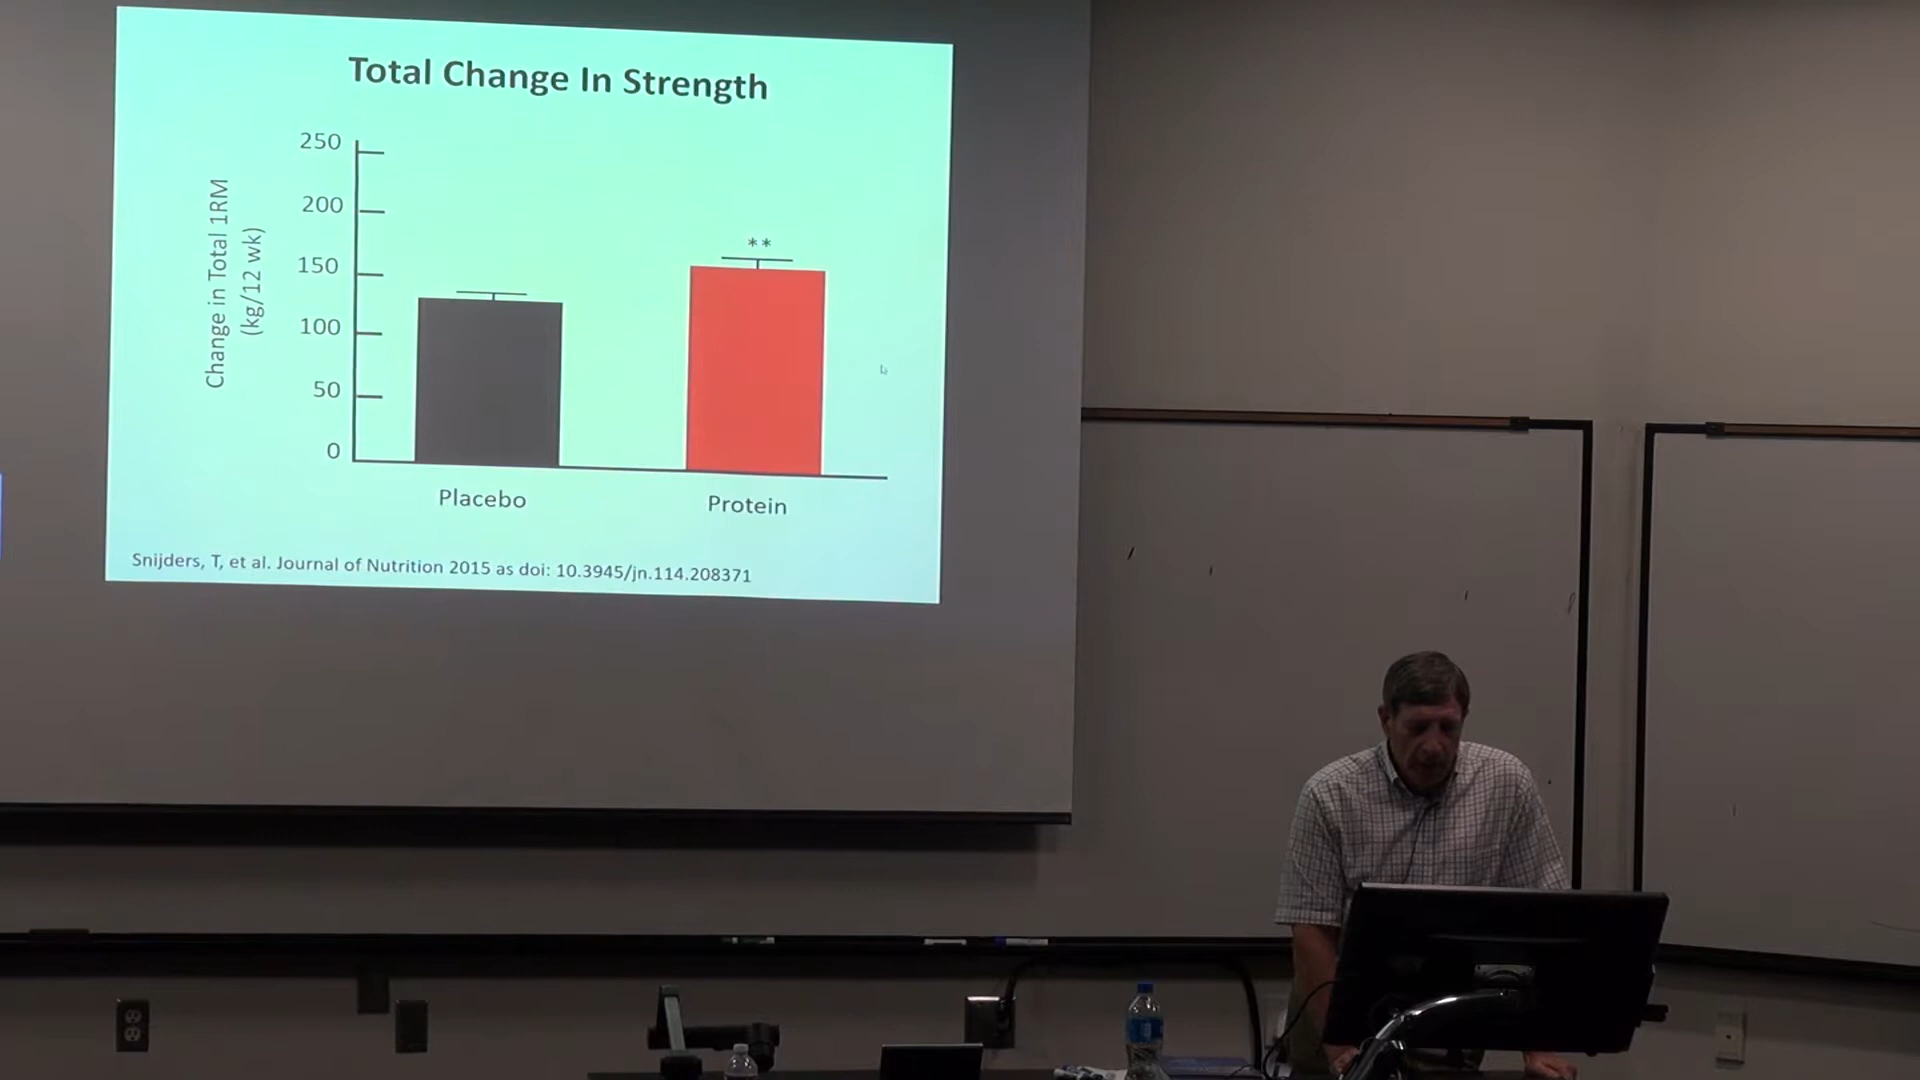 Total Change In Strength
Change in Total 1RM
(kg/12 wk)
250
200
150
100
50
0
**
Placebo
Protein
Snijders, T, et al. Journal of Nutrition 2015 as doi: 10.3945/jn.114.208371